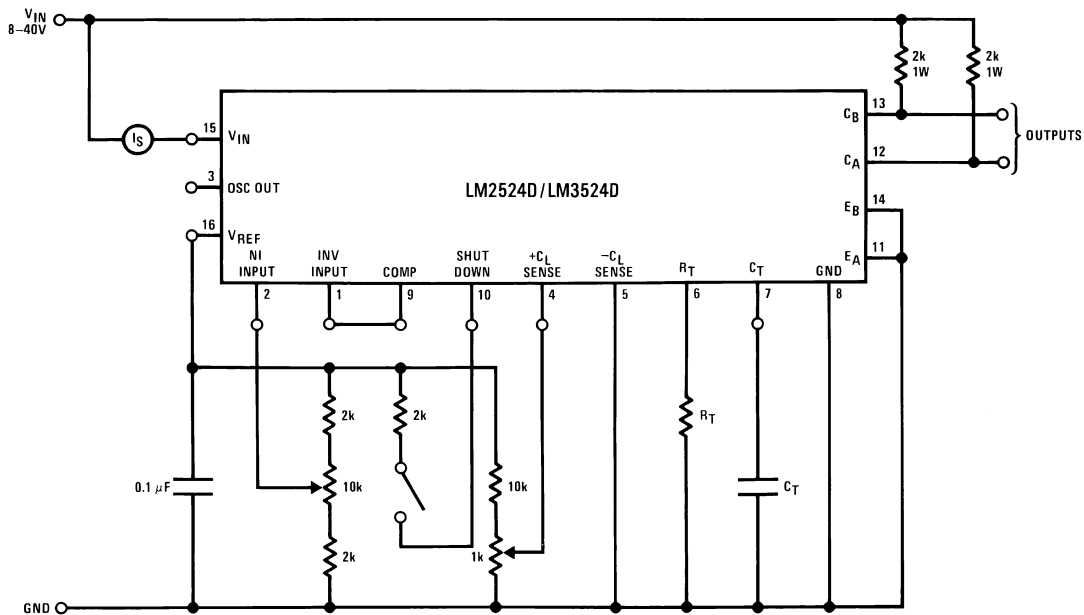 V_IN
8–40V
2k
1W
2k
1W
13
C_B
15
V_IN
I_S
OUTPUTS
12
C_A
3
OSC OUT
LM2524D/LM3524D
14
E_B
16
V_REF
11
E_A
NI
INPUT
INV
INPUT
COMP
SHUT
DOWN
+C_L
SENSE
–C_L
SENSE
R_T
C_T
GND
2
1
9
10
4
5
6
7
8
2k
2k
R_T
0.1 μF
10k
10k
C_T
2k
1k
GND